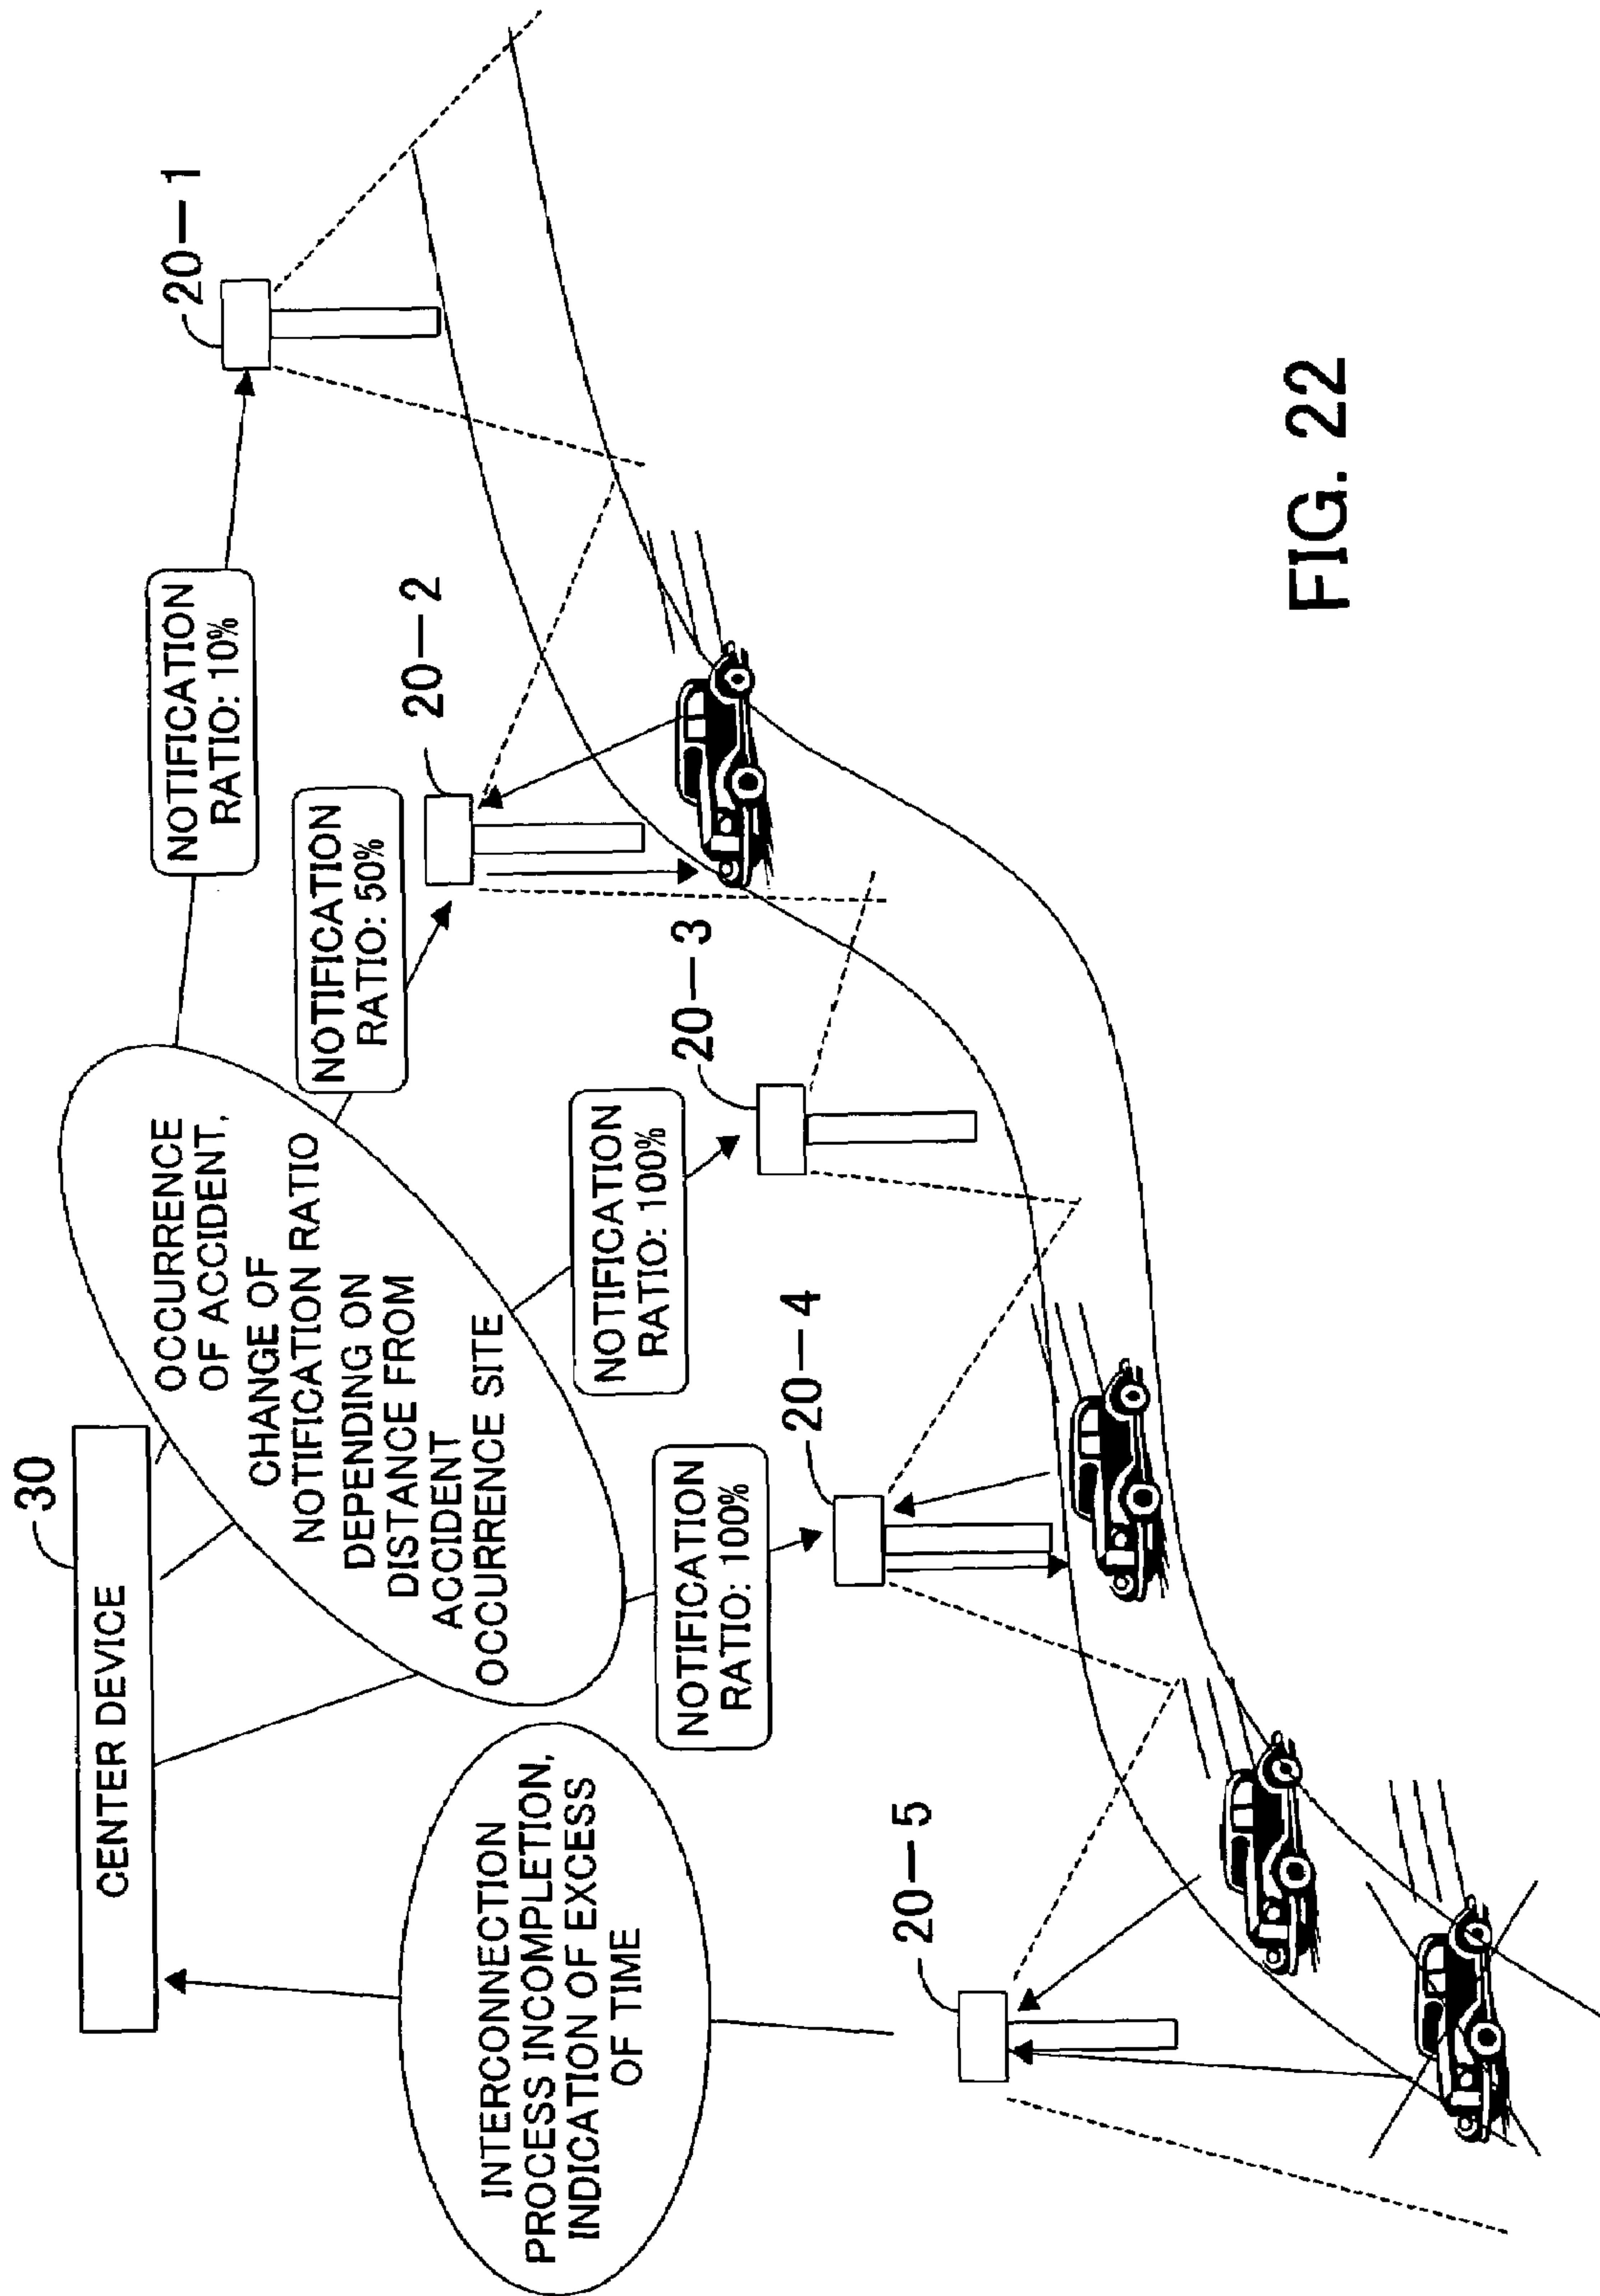 30
CENTER DEVICE
OCCURRENCE
OF ACCIDENT,
CHANGE OF
NOTIFICATION RATIO
DEPENDING ON
DISTANCE FROM
ACCIDENT
OCCURRENCE SITE
INTERCONNECTION
PROCESS INCOMPLETION,
INDICATION OF EXCESS
OF TIME
NOTIFICATION
RATIO: 10%
20-1
NOTIFICATION
RATIO: 50%
20-2
NOTIFICATION
RATIO: 100%
20-3
NOTIFICATION
RATIO: 100%
20-4
20-5
FIG. 22